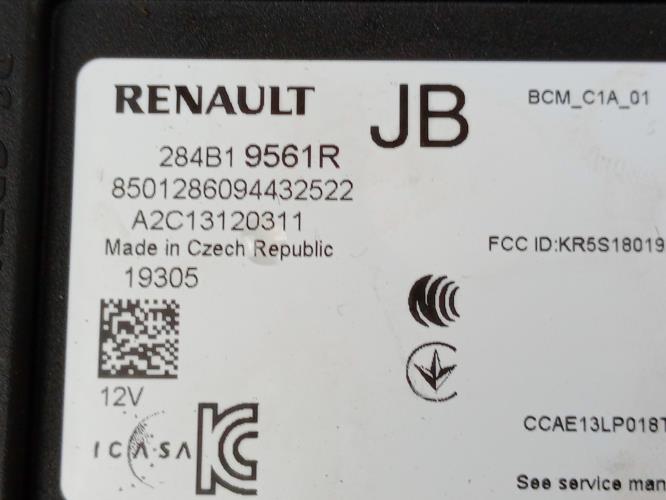 RENAULT
JB
BCM_C1A_01
284B1 9561R
8501286094432522
A2C13120311
Made in Czech Republic
FCC ID:KR5S18019
19305
12V
ICASA
CCAE13LP018T
See service man